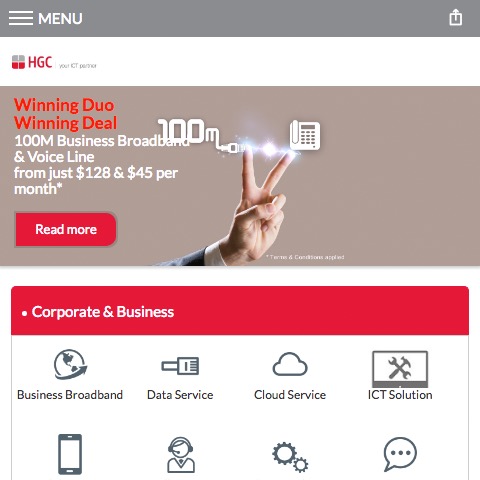 MENU
HGC your ICT partner
Winning Duo
Winning Deal
100M
100M Business Broadband
& Voice Line
from just $128 & $45 per
month*
Read more
* Terms & Conditions applied
• Corporate & Business
Business Broadband Data Service Cloud Service ICT Solution